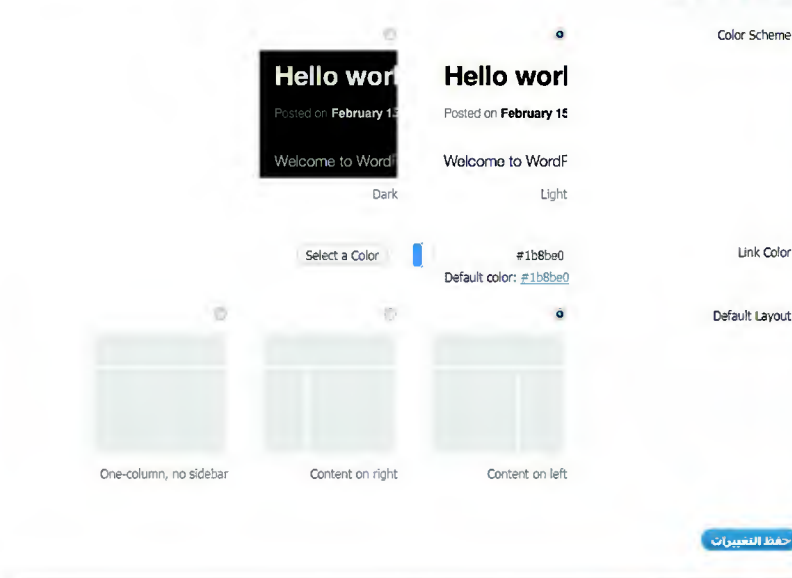 Color Scheme
Hello worl
Posted on February 15
Welcome to WordP
Light
Hello worl
Posted on February 1
Welcome to WordP
Dark
Link Color
#1b8be0
Select a Color
Default color: #1b8be0
Default Layout
Content on left
Content on right
One-column, no sidebar
حفظ التغييرات